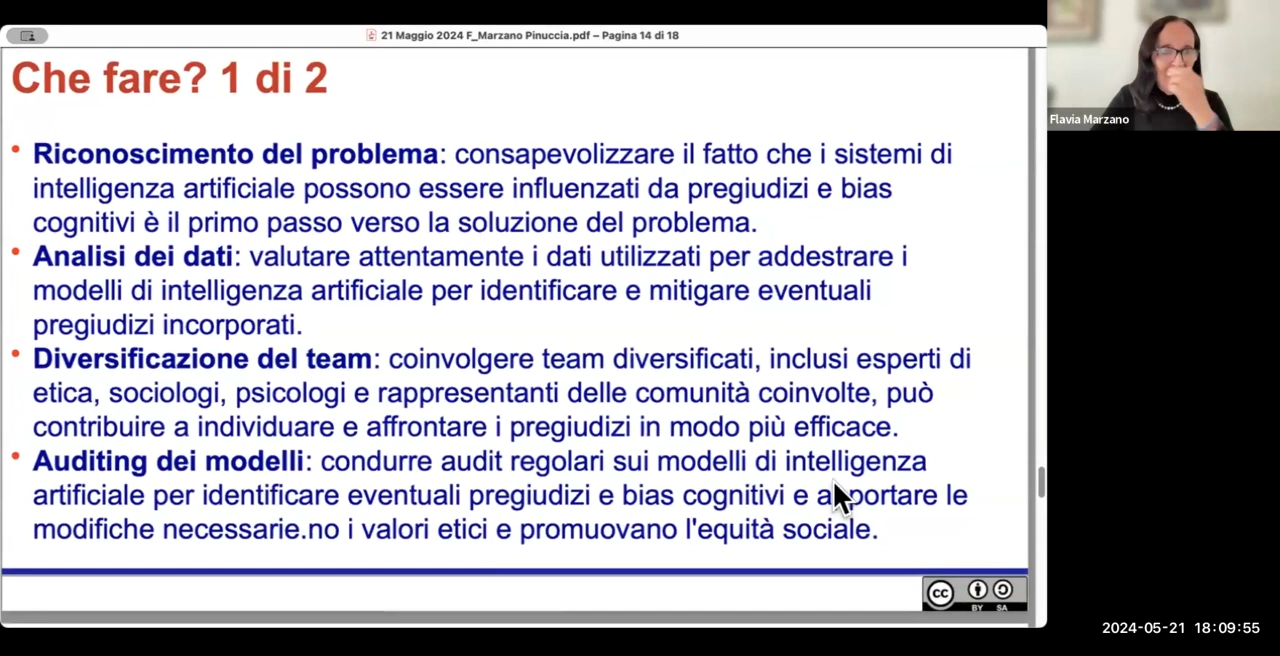 21 Maggio 2024 F_Marzano Pinuccia.pdf – Pagina 14 di 18
Che fare? 1 di 2
• Riconoscimento del problema: consapevolizzare il fatto che i sistemi di
intelligenza artificiale possono essere influenzati da pregiudizi e bias
cognitivi è il primo passo verso la soluzione del problema.
• Analisi dei dati: valutare attentamente i dati utilizzati per addestrare i
modelli di intelligenza artificiale per identificare e mitigare eventuali
pregiudizi incorporati.
• Diversificazione del team: coinvolgere team diversificati, inclusi esperti di
etica, sociologi, psicologi e rappresentanti delle comunità coinvolte, può
contribuire a individuare e affrontare i pregiudizi in modo più efficace.
• Auditing dei modelli: condurre audit regolari sui modelli di intelligenza
artificiale per identificare eventuali pregiudizi e bias cognitivi e apportare le
modifiche necessarie.no i valori etici e promuovano l'equità sociale.
cc BY SA
Flavia Marzano
2024-05-21 18:09:55